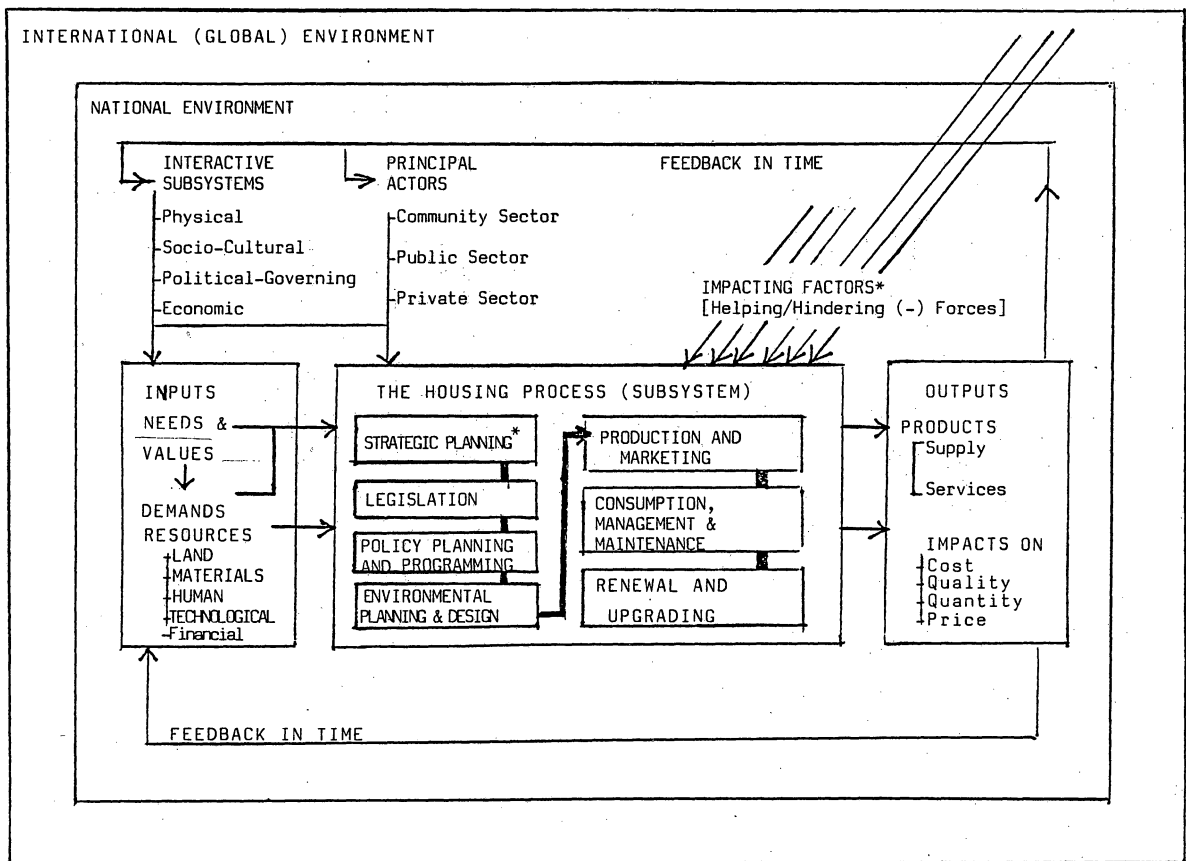 INTERNATIONAL (GLOBAL) ENVIRONMENT
NATIONAL ENVIRONMENT
FEEDBACK IN TIME
INTERACTIVE
SUBSYSTEMS
Physical
Socio-Cultural
Political-Governing
Economic
PRINCIPAL
ACTORS
Community Sector
Public Sector
Private Sector
IMPACTING FACTORS*
[Helping/Hindering (-) Forces]
INPUTS
NEEDS &
VALUES
DEMANDS
RESOURCES
LAND
MATERIALS
HUMAN
TECHNOLOGICAL
Financial
THE HOUSING PROCESS (SUBSYSTEM)
STRATEGIC PLANNING*
LEGISLATION
POLICY PLANNING
AND PROGRAMMING
ENVIRONMENTAL
PLANNING & DESIGN
PRODUCTION AND
MARKETING
CONSUMPTION,
MANAGEMENT &
MAINTENANCE
RENEWAL AND
UPGRADING
OUTPUTS
PRODUCTS
Supply
Services
IMPACTS ON
Cost
Quality
Quantity
Price
FEEDBACK IN TIME